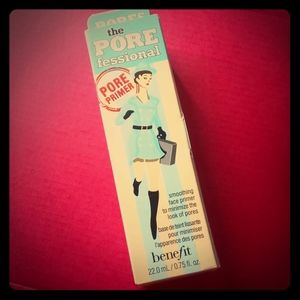 the
PORE
fessional
PORE
PRIMER
smoothing
face primer
to minimize the
look of pores
base de teint lissante
pour minimiser
l'apparence des pores
benefit
22.0 mL / 0.75 fl. oz.